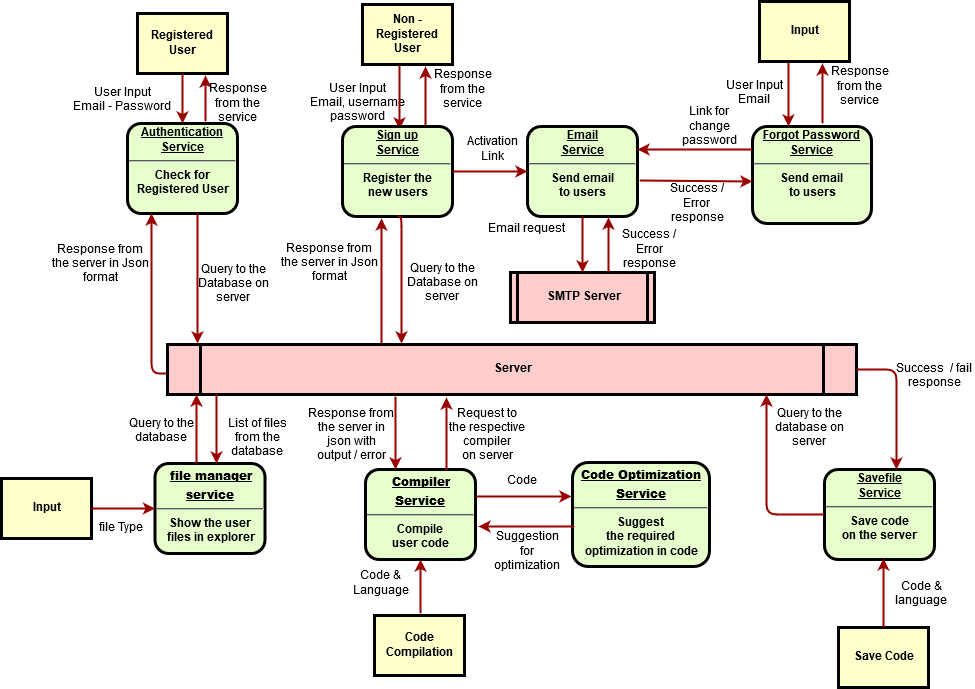 Registered
User
Non -
Registered
User
Input
User Input
Email - Password
Response
from the
service
User Input
Email, username
password
Response
from the
service
User Input
Email
Response
from the
service
Authentication
Service
Check for
Registered User
Sign up
Service
Register the
new users
Activation
Link
Email
Service
Send email
to users
Link for
change
password
Success /
Error
response
Forgot Password
Service
Send email
to users
Response from
the server in Json
format
Query to the
Database on
server
Response from
the server in Json
format
Query to the
Database on
server
Email request
Success /
Error
response
SMTP Server
Server
Success / fail
response
Query to the
database
List of files
from the
database
Response from
the server in
json with
output / error
Request to
the respective
compiler
on server
Query to the
database on
server
Input
file Type
file manager
service
Show the user
files in explorer
Compiler
Service
Compile
user code
Code
Suggestion
for
optimization
Code Optimization
Service
Suggest
the required
optimization in code
Savefile
Service
Save code
on the server
Code &
Language
Code
Compilation
Code &
language
Save Code